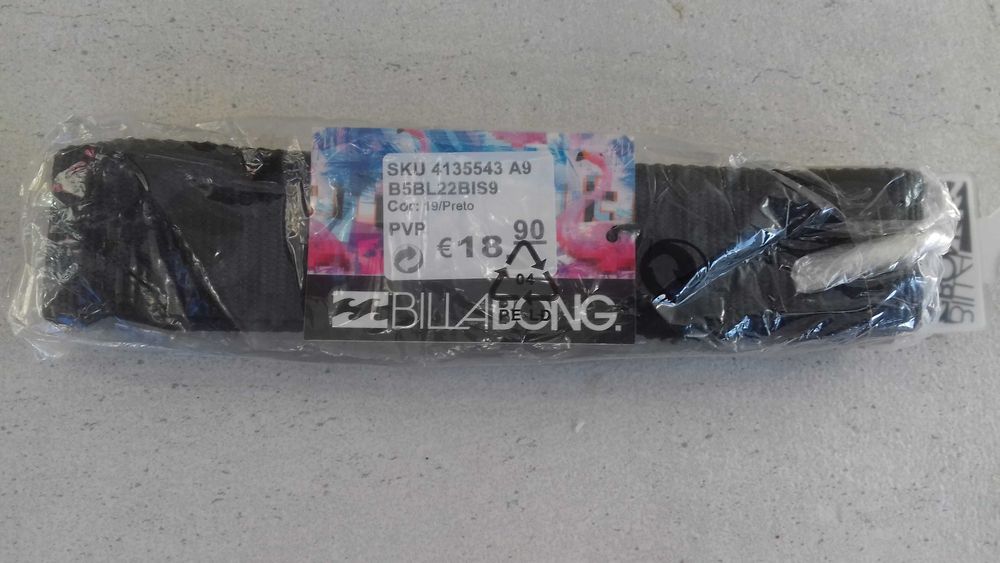 SKU 4135543 A9
B5BL22BIS9
Cor: 19/Preto
PVP
€ 18,90
04
PE-LD
BILLABONG.